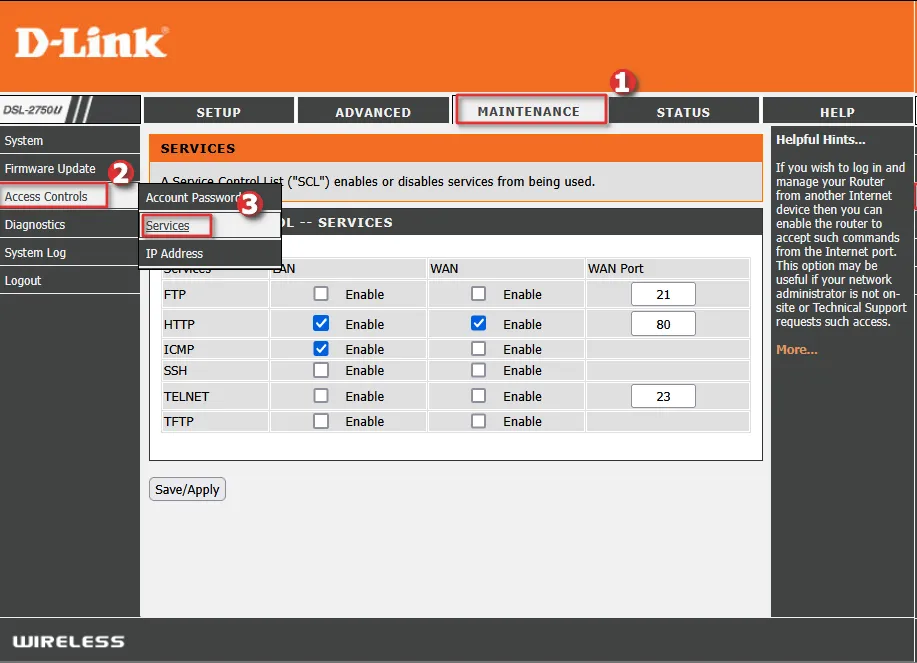 D-Link
1
DSL-2750U
SETUP
ADVANCED
MAINTENANCE
STATUS
HELP
System
Firmware Update
2
Access Controls
Diagnostics
System Log
Logout
Account Password
3
Services
IP Address
SERVICES
A Service Control List ("SCL") enables or disables services from being used.
OL -- SERVICES
Services LAN WAN WAN Port
FTP Enable Enable 21
HTTP Enable Enable 80
ICMP Enable Enable
SSH Enable Enable
TELNET Enable Enable 23
TFTP Enable Enable
Save/Apply
Helpful Hints...
If you wish to log in and
manage your Router
from another Internet
device then you can
enable the router to
accept such commands
from the Internet port.
This option may be
useful if your network
administrator is not on-
site or Technical Support
requests such access.
More...
WIRELESS